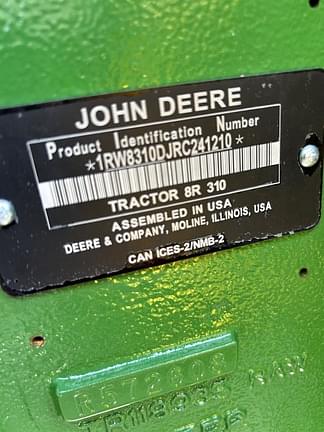 JOHN DEERE
Product Identification Number
*1RW8310DJRC241210*
TRACTOR 8R 310
ASSEMBLED IN USA
DEERE & COMPANY, MOLINE, ILLINOIS, USA
CAN ICES-2/NMB-2